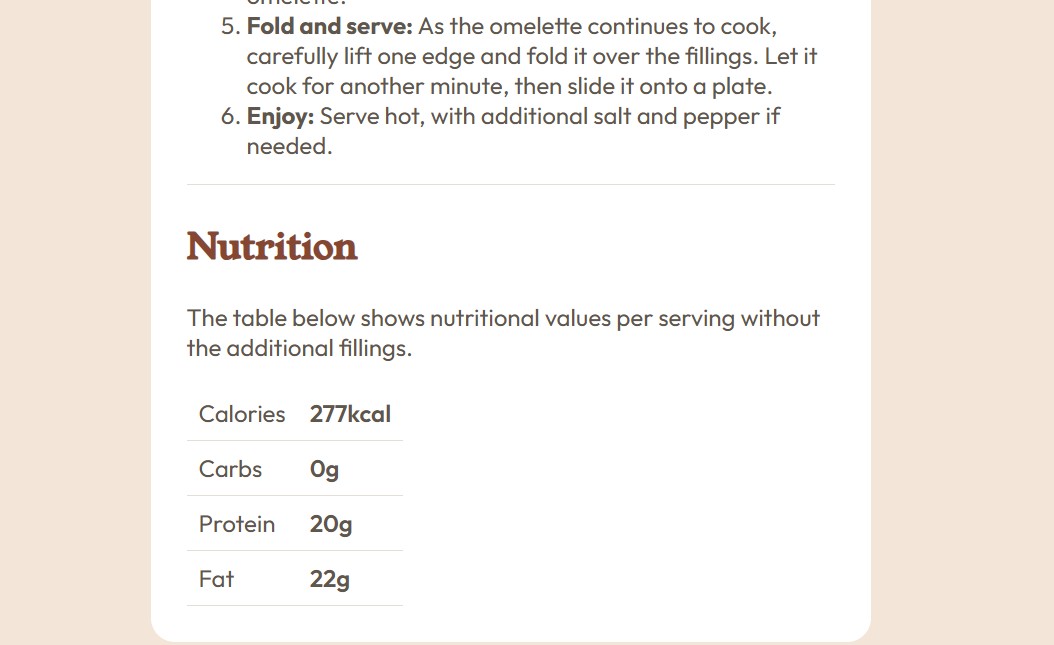 omelette.
5. Fold and serve: As the omelette continues to cook,
carefully lift one edge and fold it over the fillings. Let it
cook for another minute, then slide it onto a plate.
6. Enjoy: Serve hot, with additional salt and pepper if
needed.
Nutrition
The table below shows nutritional values per serving without
the additional fillings.
Calories 277kcal
Carbs 0g
Protein 20g
Fat 22g